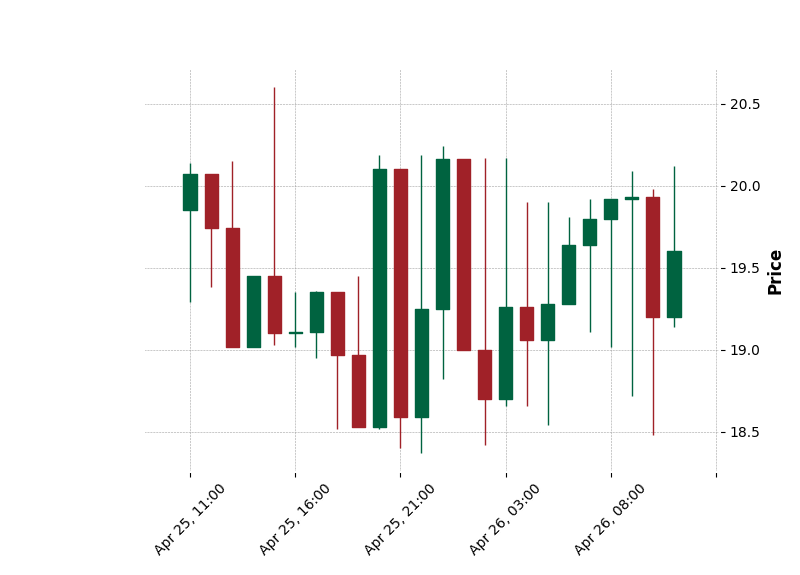 20.5
20.0
19.5
19.0
18.5
Price
Apr 25, 11:00
Apr 25, 16:00
Apr 25, 21:00
Apr 26, 03:00
Apr 26, 08:00